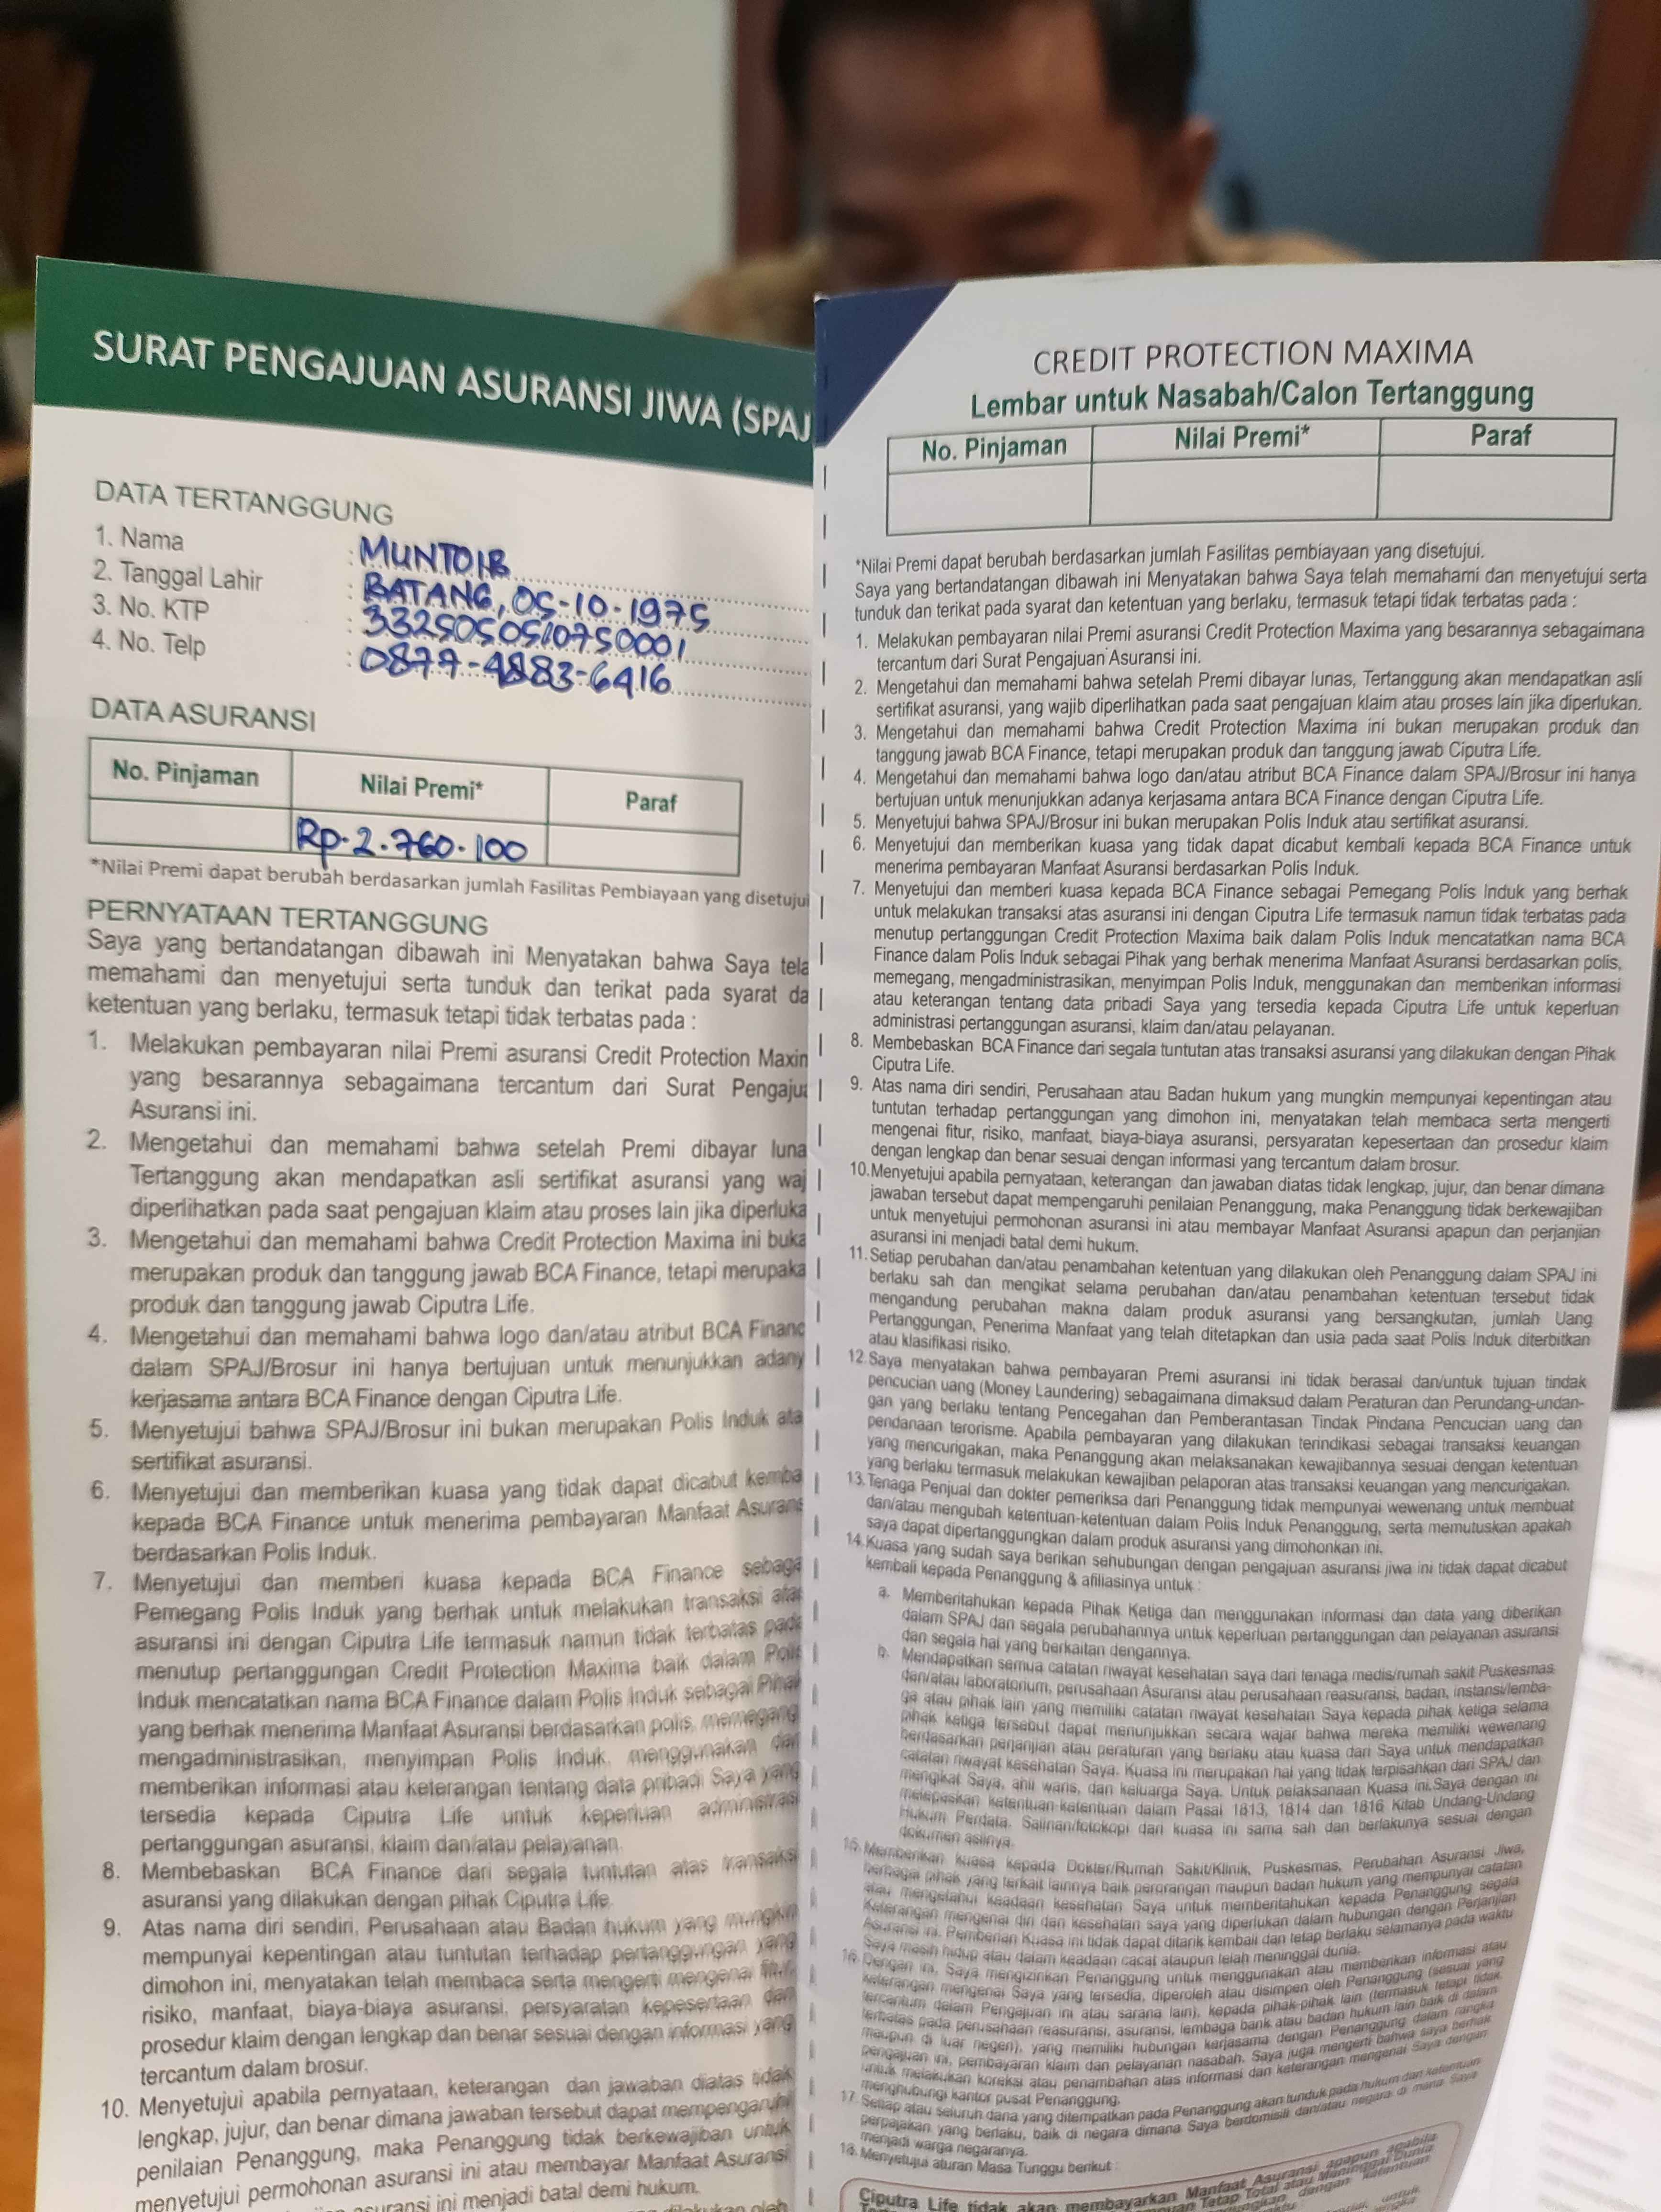 SURAT PENGAJUAN ASURANSI JIWA (SPAJ
DATA TERTANGGUNG
1. Nama : MUNTOIB
2. Tanggal Lahir : BATANG, 05-10-1975
3. No. KTP : 3325050510750001
4. No. Telp : 0877-4883-6416
DATA ASURANSI
No. Pinjaman Nilai Premi* Paraf
Rp. 2.760.100
*Nilai Premi dapat berubah berdasarkan jumlah Fasilitas Pembiayaan yang disetujui
PERNYATAAN TERTANGGUNG
Saya yang bertandatangan dibawah ini Menyatakan bahwa Saya tela
memahami dan menyetujui serta tunduk dan terikat pada syarat da
ketentuan yang berlaku, termasuk tetapi tidak terbatas pada :
1. Melakukan pembayaran nilai Premi asuransi Credit Protection Maxim
yang besarannya sebagaimana tercantum dari Surat Pengajua
Asuransi ini.
2. Mengetahui dan memahami bahwa setelah Premi dibayar luna
Tertanggung akan mendapatkan asli sertifikat asuransi yang waj
diperlihatkan pada saat pengajuan klaim atau proses lain jika diperluka
3. Mengetahui dan memahami bahwa Credit Protection Maxima ini buka
merupakan produk dan tanggung jawab BCA Finance, tetapi merupaka
produk dan tanggung jawab Ciputra Life.
4. Mengetahui dan memahami bahwa logo dan/atau atribut BCA Financ
dalam SPAJ/Brosur ini hanya bertujuan untuk menunjukkan adany
kerjasama antara BCA Finance dengan Ciputra Life.
5. Menyetujui bahwa SPAJ/Brosur ini bukan merupakan Polis Induk ata
sertifikat asuransi.
6. Menyetujui dan memberikan kuasa yang tidak dapat dicabut kemba
kepada BCA Finance untuk menerima pembayaran Manfaat Asurans
berdasarkan Polis Induk.
7. Menyetujui dan memberi kuasa kepada BCA Finance sebaga
Pemegang Polis Induk yang berhak untuk melakukan transaksi atas
asuransi ini dengan Ciputra Life termasuk namun tidak terbatas pada
menutup pertanggungan Credit Protection Maxima baik dalam Polis
Induk mencatatkan nama BCA Finance dalam Polis Induk sebagai Pihak
yang berhak menerima Manfaat Asuransi berdasarkan polis, memegang
mengadministrasikan, menyimpan Polis Induk, menggunakan dan
memberikan informasi atau keterangan tentang data pribadi Saya yang
tersedia kepada Ciputra Life untuk keperluan administrasi
pertanggungan asuransi, klaim dan/atau pelayanan.
8. Membebaskan BCA Finance dari segala tuntutan atas transaksi
asuransi yang dilakukan dengan pihak Ciputra Life.
9. Atas nama diri sendiri, Perusahaan atau Badan hukum yang mungkin
mempunyai kepentingan atau tuntutan terhadap pertanggungan yang
dimohon ini, menyatakan telah membaca serta mengerti mengenai fitur,
risiko, manfaat, biaya-biaya asuransi, persyaratan kepesertaan dan
prosedur klaim dengan lengkap dan benar sesuai dengan informasi yang
tercantum dalam brosur.
10. Menyetujui apabila pernyataan, keterangan dan jawaban diatas tidak
lengkap, jujur, dan benar dimana jawaban tersebut dapat mempengaruhi
penilaian Penanggung, maka Penanggung tidak berkewajiban untuk
menyetujui permohonan asuransi ini atau membayar Manfaat Asuransi
asuransi ini menjadi batal demi hukum.
CREDIT PROTECTION MAXIMA
Lembar untuk Nasabah/Calon Tertanggung
No. Pinjaman Nilai Premi* Paraf
*Nilai Premi dapat berubah berdasarkan jumlah Fasilitas pembiayaan yang disetujui.
Saya yang bertandatangan dibawah ini Menyatakan bahwa Saya telah memahami dan menyetujui serta
tunduk dan terikat pada syarat dan ketentuan yang berlaku, termasuk tetapi tidak terbatas pada :
1. Melakukan pembayaran nilai Premi asuransi Credit Protection Maxima yang besarannya sebagaimana
tercantum dari Surat Pengajuan Asuransi ini.
2. Mengetahui dan memahami bahwa setelah Premi dibayar lunas, Tertanggung akan mendapatkan asli
sertifikat asuransi, yang wajib diperlihatkan pada saat pengajuan klaim atau proses lain jika diperlukan.
3. Mengetahui dan memahami bahwa Credit Protection Maxima ini bukan merupakan produk dan
tanggung jawab BCA Finance, tetapi merupakan produk dan tanggung jawab Ciputra Life.
4. Mengetahui dan memahami bahwa logo dan/atau atribut BCA Finance dalam SPAJ/Brosur ini hanya
bertujuan untuk menunjukkan adanya kerjasama antara BCA Finance dengan Ciputra Life.
5. Menyetujui bahwa SPAJ/Brosur ini bukan merupakan Polis Induk atau sertifikat asuransi.
6. Menyetujui dan memberikan kuasa yang tidak dapat dicabut kembali kepada BCA Finance untuk
menerima pembayaran Manfaat Asuransi berdasarkan Polis Induk.
7. Menyetujui dan memberi kuasa kepada BCA Finance sebagai Pemegang Polis Induk yang berhak
untuk melakukan transaksi atas asuransi ini dengan Ciputra Life termasuk namun tidak terbatas pada
menutup pertanggungan Credit Protection Maxima baik dalam Polis Induk mencatatkan nama BCA
Finance dalam Polis Induk sebagai Pihak yang berhak menerima Manfaat Asuransi berdasarkan polis,
memegang, mengadministrasikan, menyimpan Polis Induk, menggunakan dan memberikan informasi
atau keterangan tentang data pribadi Saya yang tersedia kepada Ciputra Life untuk keperluan
administrasi pertanggungan asuransi, klaim dan/atau pelayanan.
8. Membebaskan BCA Finance dari segala tuntutan atas transaksi asuransi yang dilakukan dengan Pihak
Ciputra Life.
9. Atas nama diri sendiri, Perusahaan atau Badan hukum yang mungkin mempunyai kepentingan atau
tuntutan terhadap pertanggungan yang dimohon ini, menyatakan telah membaca serta mengerti
mengenai fitur, risiko, manfaat, biaya-biaya asuransi, persyaratan kepesertaan dan prosedur klaim
dengan lengkap dan benar sesuai dengan informasi yang tercantum dalam brosur.
10. Menyetujui apabila pernyataan, keterangan dan jawaban diatas tidak lengkap, jujur, dan benar dimana
jawaban tersebut dapat mempengaruhi penilaian Penanggung, maka Penanggung tidak berkewajiban
untuk menyetujui permohonan asuransi ini atau membayar Manfaat Asuransi apapun dan perjanjian
asuransi ini menjadi batal demi hukum.
11. Setiap perubahan dan/atau penambahan ketentuan yang dilakukan oleh Penanggung dalam SPAJ ini
berlaku sah dan mengikat selama perubahan dan/atau penambahan ketentuan tersebut tidak
mengandung perubahan makna dalam produk asuransi yang bersangkutan, jumlah Uang
Pertanggungan, Penerima Manfaat yang telah ditetapkan dan usia pada saat Polis Induk diterbitkan
atau klasifikasi risiko.
12. Saya menyatakan bahwa pembayaran Premi asuransi ini tidak berasal dan/untuk tujuan tindak
pencucian uang (Money Laundering) sebagaimana dimaksud dalam Peraturan dan Perundang-undan-
gan yang berlaku tentang Pencegahan dan Pemberantasan Tindak Pindana Pencucian uang dan
pendanaan terorisme. Apabila pembayaran yang dilakukan terindikasi sebagai transaksi keuangan
yang mencurigakan, maka Penanggung akan melaksanakan kewajibannya sesuai dengan ketentuan
yang berlaku termasuk melakukan kewajiban pelaporan atas transaksi keuangan yang mencurigakan.
13. Tenaga Penjual dan dokter pemeriksa dari Penanggung tidak mempunyai wewenang untuk membuat
dan/atau mengubah ketentuan-ketentuan dalam Polis Induk Penanggung, serta memutuskan apakah
saya dapat dipertanggungkan dalam produk asuransi yang dimohonkan ini.
14. Kuasa yang sudah saya berikan sehubungan dengan pengajuan asuransi jiwa ini tidak dapat dicabut
kembali kepada Penanggung & afiliasinya untuk :
a. Memberitahukan kepada Pihak Ketiga dan menggunakan informasi dan data yang diberikan
dalam SPAJ dan segala perubahannya untuk keperluan pertanggungan dan pelayanan asuransi
dan segala hal yang berkaitan dengannya.
b. Mendapatkan semua catatan riwayat kesehatan saya dari tenaga medis/rumah sakit Puskesmas
dan/atau laboratorium, perusahaan Asuransi atau perusahaan reasuransi, badan, instansi/lemba-
ga atau pihak lain yang memiliki catatan riwayat kesehatan Saya kepada pihak ketiga selama
pihak ketiga tersebut dapat menunjukkan secara wajar bahwa mereka memiliki wewenang
berdasarkan perjanjian atau peraturan yang berlaku atau kuasa dari Saya untuk mendapatkan
catatan riwayat kesehatan Saya. Kuasa ini merupakan hal yang tidak terpisahkan dari SPAJ dan
mengikat Saya, ahli waris, dan keluarga Saya. Untuk pelaksanaan Kuasa ini,Saya dengan ini
melepaskan ketentuan-ketentuan dalam Pasal 1813, 1814 dan 1816 Kitab Undang-Undang
Hukum Perdata. Salinan/fotokopi dari kuasa ini sama sah dan berlakunya sesuai dengan
dokumen aslinya.
15. Memberikan kuasa kepada Dokter/Rumah Sakit/Klinik, Puskesmas, Perubahan Asuransi Jiwa,
berbagai pihak yang terkait lainnya baik perorangan maupun badan hukum yang mempunyai catatan
atau mengetahui keadaan kesehatan Saya untuk memberitahukan kepada Penanggung segala
Keterangan mengenai diri dan kesehatan saya yang diperlukan dalam hubungan dengan Perjanjian
Asuransi ini. Pemberian Kuasa ini tidak dapat ditarik kembali dan tetap berlaku selamanya pada waktu
Saya masih hidup atau dalam keadaan cacat ataupun telah meninggal dunia.
16. Dengan ini, Saya mengizinkan Penanggung untuk menggunakan atau memberikan informasi atau
keterangan mengenai Saya yang tersedia, diperoleh atau disimpen oleh Penanggung (sesuai yang
tercantum dalam Pengajuan ini atau sarana lain), kepada pihak-pihak lain (termasuk tetapi tidak
terbatas pada perusahaan reasuransi, asuransi, lembaga bank atau badan hukum lain baik di dalam
maupun di luar negeri), yang memiliki hubungan kerjasama dengan Penanggung dalam rangka
pengajuan ini, pembayaran klaim dan pelayanan nasabah. Saya juga mengerti bahwa saya berhak
untuk melakukan koreksi atau penambahan atas informasi dan keterangan mengenai Saya dengan
menghubungi kantor pusat Penanggung.
17. Setiap atau seluruh dana yang ditempatkan pada Penanggung akan tunduk pada hukum dan ketentuan
perpajakan yang berlaku, baik di negara dimana Saya berdomisili dan/atau negara di mana Saya
menjadi warga negaranya.
18. Menyetujui aturan Masa Tunggu berikut :
Ciputra Life tidak akan membayarkan Manfaat Asuransi apapun apabila
Tetap Total atau Meninggal Dunia